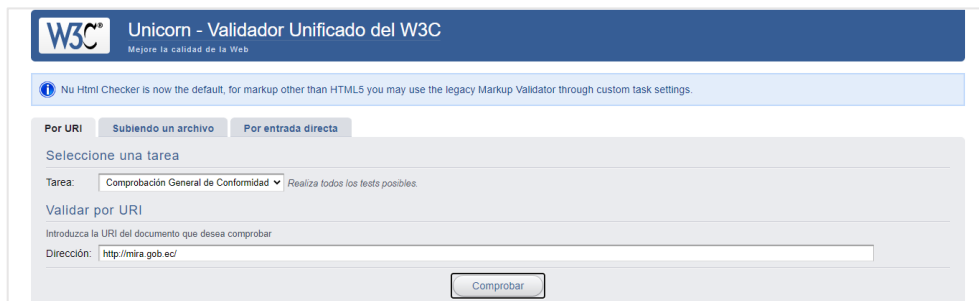 W3C® Unicorn - Validador Unificado del W3C
Mejore la calidad de la Web
Nu Html Checker is now the default, for markup other than HTML5 you may use the legacy Markup Validator through custom task settings.
Por URI Subiendo un archivo Por entrada directa
Seleccione una tarea
Tarea: Comprobación General de Conformidad Realiza todos los tests posibles.
Validar por URI
Introduzca la URI del documento que desea comprobar
Dirección: http://mira.gob.ec/
Comprobar